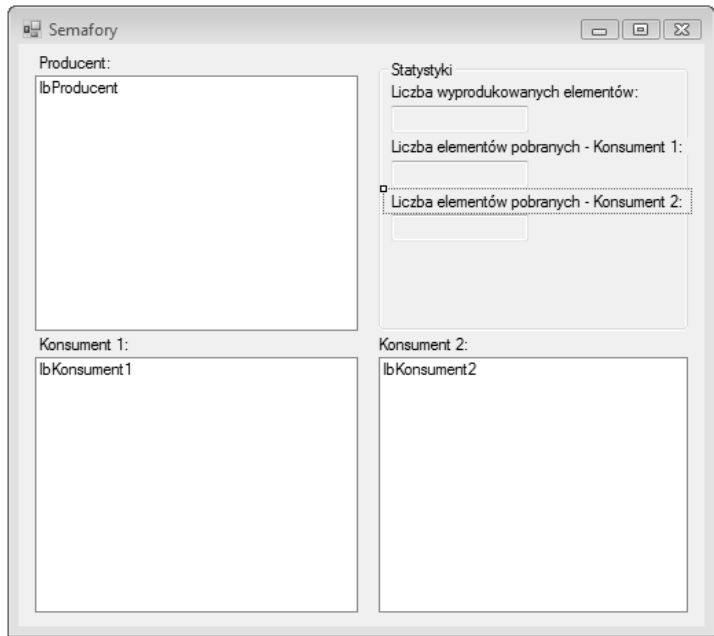 Semafory
Producent:
lbProducent
Statystyki
Liczba wyprodukowanych elementów:
Liczba elementów pobranych - Konsument 1:
Liczba elementów pobranych - Konsument 2:
Konsument 1:
lbKonsument1
Konsument 2:
lbKonsument2